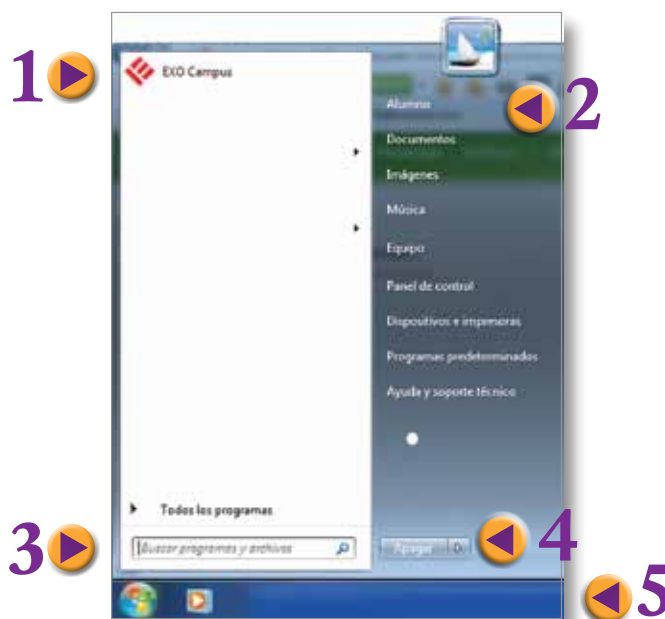 1
EXO Campus
2
Alumno
Documentos
Imágenes
Música
Equipo
Panel de control
Dispositivos e impresoras
Programas predeterminados
Ayuda y soporte técnico
Todos los programas
3
Buscar programas y archivos
Apagar
4
5